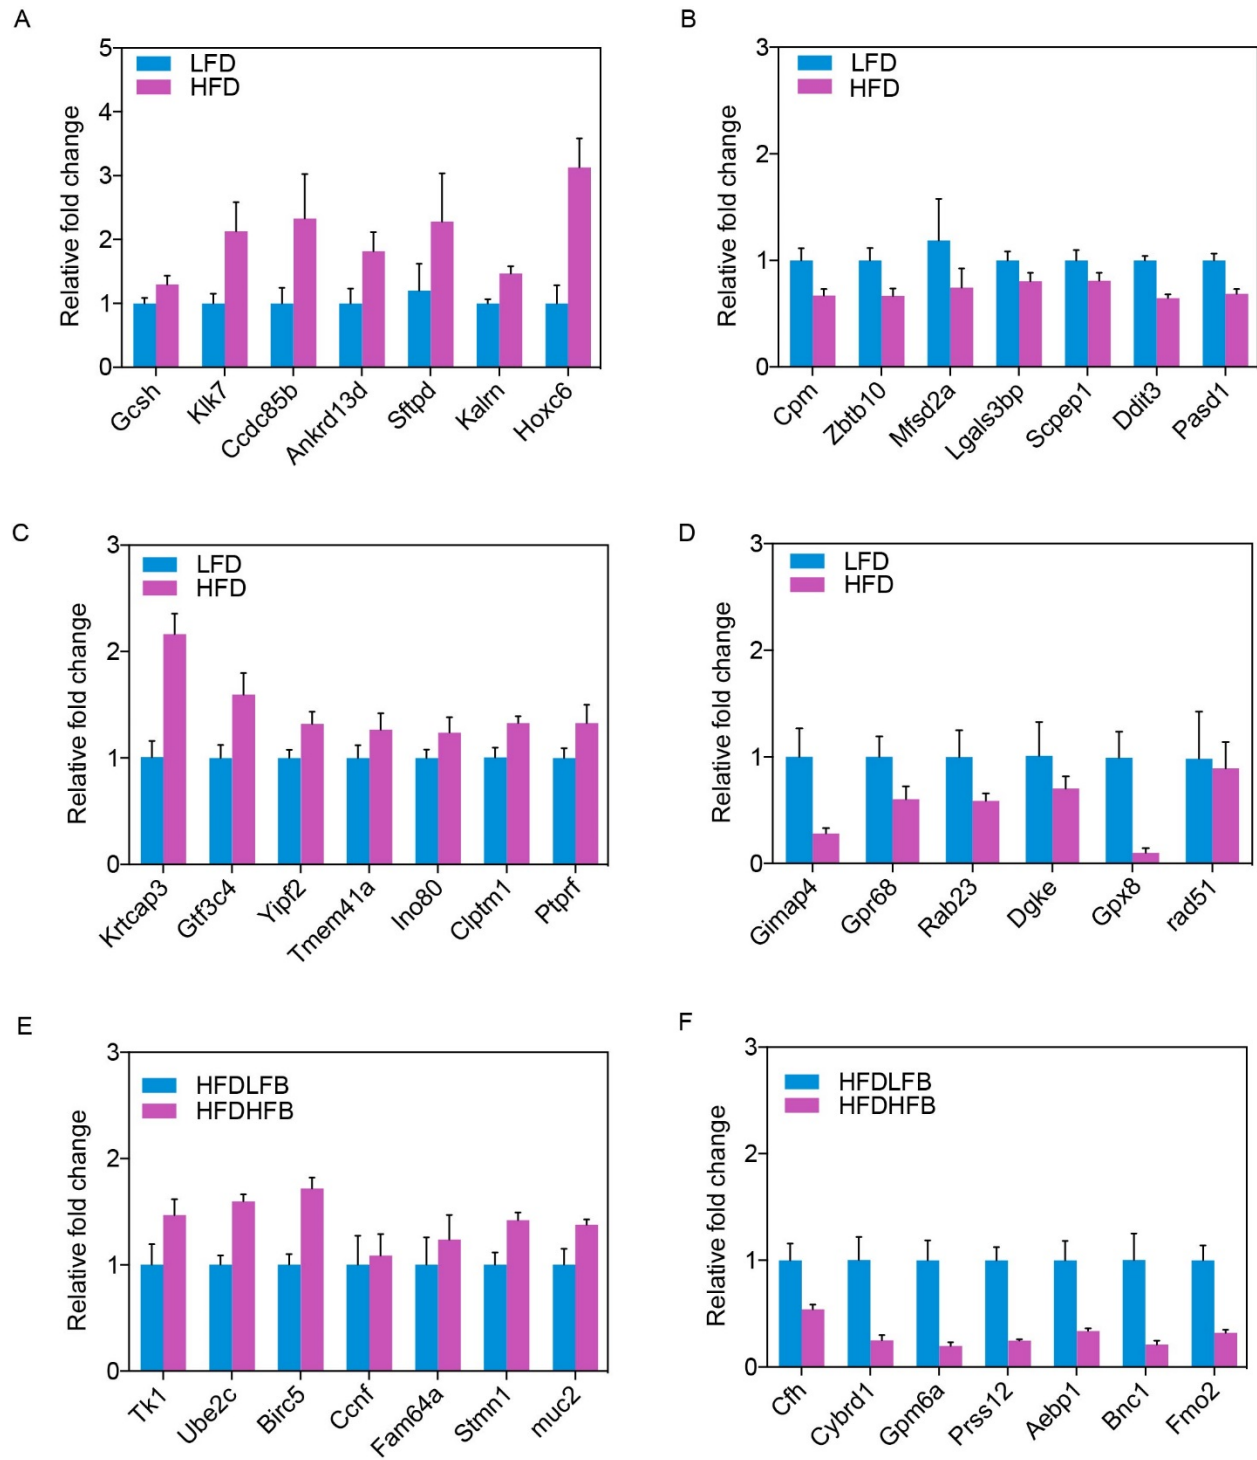 A
5
4
3
2
1
0
Relative fold change
LFD
HFD
Gcsh
Klk7
Ccdc85b
Ankrd13d
Sftpd
Kalrn
Hoxc6
B
3
2
1
0
Relative fold change
LFD
HFD
Cpm
Zbtb10
Mfsd2a
Lgals3bp
Scpep1
Ddit3
Pasd1
C
3
2
1
0
Relative fold change
LFD
HFD
Krtcap3
Gtf3c4
Yipf2
Tmem41a
Ino80
Clptm1
Ptprf
D
3
2
1
0
Relative fold change
LFD
HFD
Gimap4
Gpr68
Rab23
Dgke
Gpx8
rad51
E
3
2
1
0
Relative fold change
HFDLFB
HFDHFB
Tk1
Ube2c
Birc5
Ccnf
Fam64a
Stmn1
muc2
F
3
2
1
0
Relative fold change
HFDLFB
HFDHFB
Cfh
Cybrd1
Gpm6a
Prss12
Aebp1
Bnc1
Fmo2